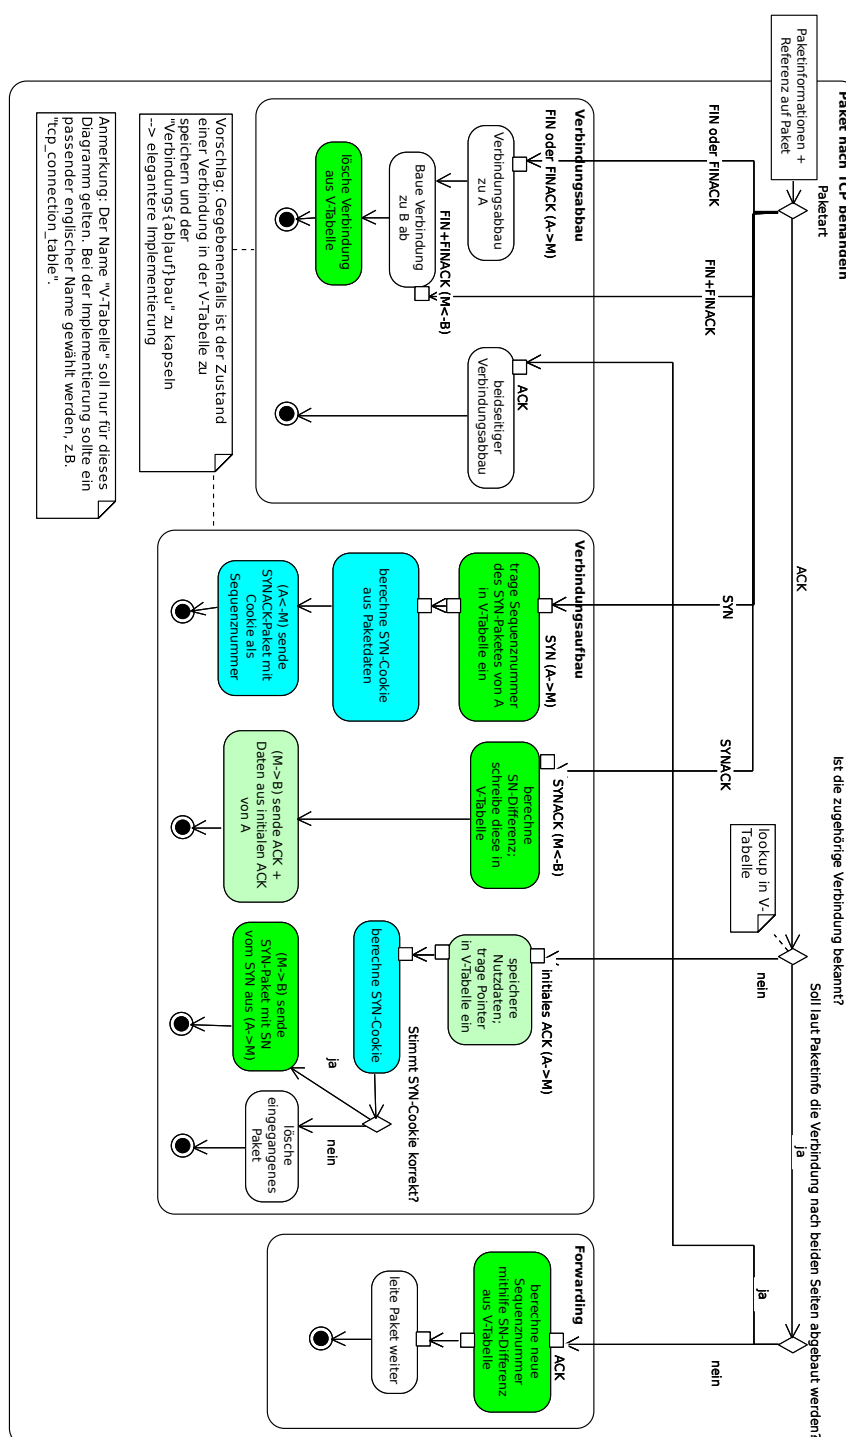 Paket nach TCP behandeln
Paketinformationen +
Referenz auf Paket
Paketart
FIN oder FINACK
FIN+FINACK
ACK
SYN
SYNACK
Ist die zugehörige Verbindung bekannt?
lookup in V-
Tabelle
nein
ja
Soll laut Paketinfo die Verbindung nach beiden Seiten abgebaut werden?
ja
nein
Verbindungsabbau
FIN oder FINACK (A->M)
Verbindungsabbau
zu A
FIN+FINACK (M<-B)
Baue Verbindung
zu B ab
lösche Verbindung
aus V-Tabelle
ACK
beidseitiger
Verbindungsabbau
Verbindungsaufbau
SYN (A->M)
trage Sequenznummer
des SYN-Paketes von A
in V-Tabelle ein
berechne SYN-Cookie
aus Paketdaten
(A<-M) sende
SYNACK-Paket mit
Cookie als
Sequenznummer
SYNACK (M<-B)
berechne
SN-Differenz;
schreibe diese in
V-Tabelle
(M->B) sende ACK +
Daten aus initialen ACK
von A
initiales ACK (A->M)
speichere
Nutzdaten;
trage Pointer
in V-Tabelle ein
berechne SYN-Cookie
Stimmt SYN-Cookie korrekt?
ja
nein
(M->B) sende
SYN-Paket mit SN
vom SYN aus (A->M)
lösche
eingegangenes
Paket
Forwarding
ACK
berechne neue
Sequenznummer
mithilfe SN-Differenz
aus V-Tabelle
leite Paket weiter
Vorschlag: Gegebenenfalls ist der Zustand
einer Verbindung in der V-Tabelle zu
speichern und der
"Verbindungs{ab|auf}bau" zu kapseln
--> elegantere Implementierung
Anmerkung: Der Name "V-Tabelle" soll nur für dieses
Diagramm gelten. Bei der Implementierung sollte ein
passender englischer Name gewählt werden, z.B.
"tcp_connection_table".